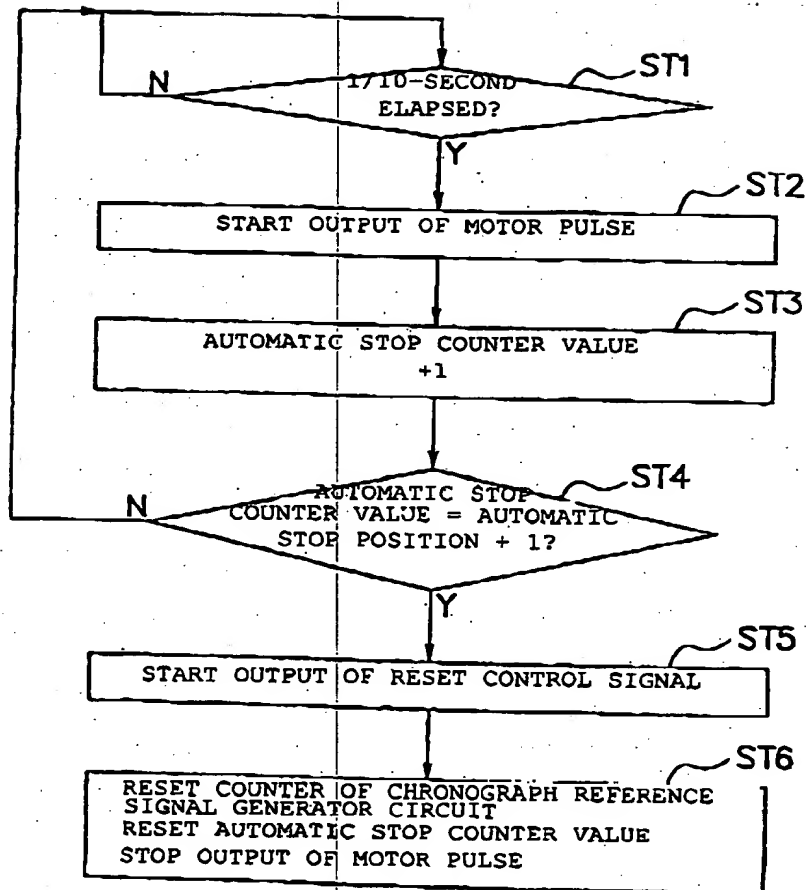 1/10-SECOND
ELAPSED?
ST1
N
Y
ST2
START OUTPUT OF MOTOR PULSE
ST3
AUTOMATIC STOP COUNTER VALUE
+1
ST4
AUTOMATIC STOP
COUNTER VALUE = AUTOMATIC
STOP POSITION + 1?
N
Y
ST5
START OUTPUT OF RESET CONTROL SIGNAL
ST6
RESET COUNTER OF CHRONOGRAPH REFERENCE
SIGNAL GENERATOR CIRCUIT
RESET AUTOMATIC STOP COUNTER VALUE
STOP OUTPUT OF MOTOR PULSE